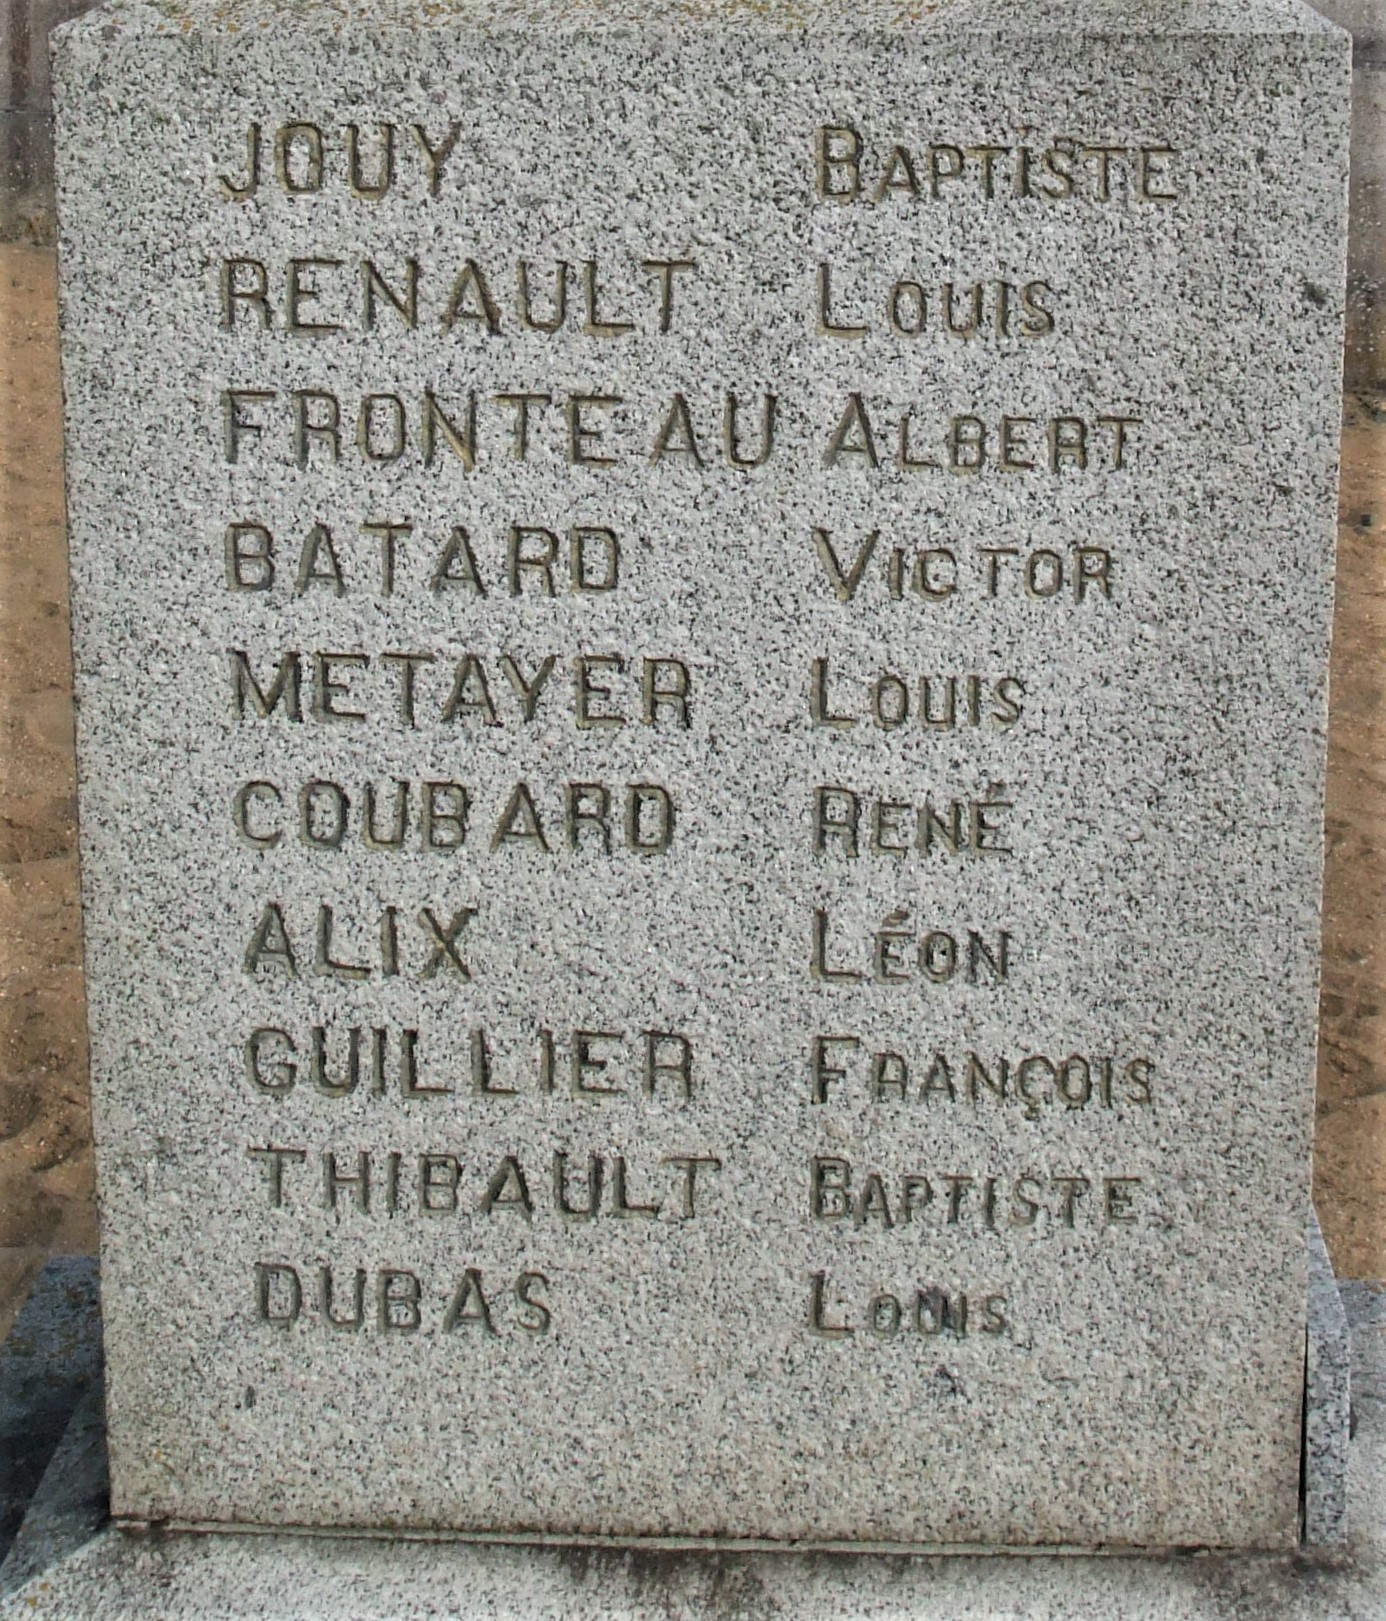 JOUY BAPTISTE
RENAULT LOUIS
FRONTEAU ALBERT
BATARD VICTOR
METAYER LOUIS
COUBARD RENÉ
ALIX LÉON
GUILLIER FRANÇOIS
THIBAULT BAPTISTE
DUBAS LOUIS